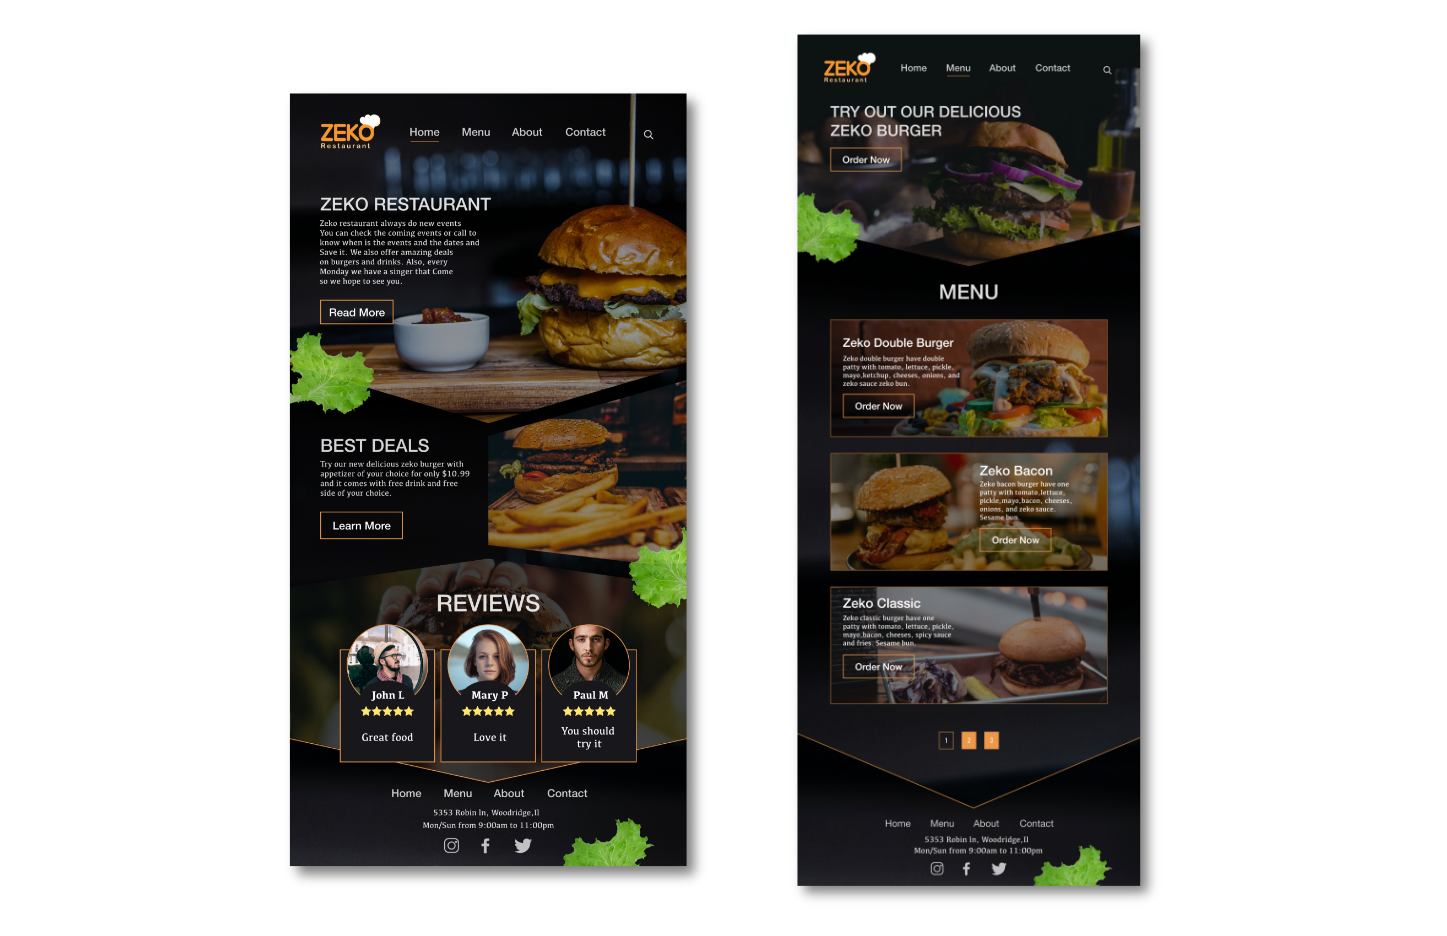 ZEKO
Restaurant
Home Menu About Contact
ZEKO RESTAURANT
Zeko restaurant always do new events
You can check the coming events or call to
know when is the events and the dates and
Save it. We also offer amazing deals
on burgers and drinks. Also, every
Monday we have a singer that Come
so we hope to see you.
Read More
BEST DEALS
Try our new delicious zeko burger with
appetizer of your choice for only $10.99
and it comes with free drink and free
side of your choice.
Learn More
REVIEWS
John L
Great food
Mary P
Love it
Paul M
You should
try it
Home Menu About Contact
5353 Robin ln, Woodridge,Il
Mon/Sun from 9:00am to 11:00pm
ZEKO
Restaurant
Home Menu About Contact
TRY OUT OUR DELICIOUS
ZEKO BURGER
Order Now
MENU
Zeko Double Burger
Zeko double burger have double
patty with tomato, lettuce, pickle,
mayo,ketchup, cheeses, onions, and
zeko sauce zeko bun.
Order Now
Zeko Bacon
Zeko bacon burger have one
patty with tomato,lettuce,
pickle,mayo,bacon, cheeses,
onions, and zeko sauce.
Sesame bun.
Order Now
Zeko Classic
Zeko classic burger have one
patty with tomato, lettuce, pickle,
mayo,bacon, cheeses, spicy sauce
and fries. Sesame bun.
Order Now
1 2 3
Home Menu About Contact
5353 Robin ln, Woodridge,Il
Mon/Sun from 9:00am to 11:00pm